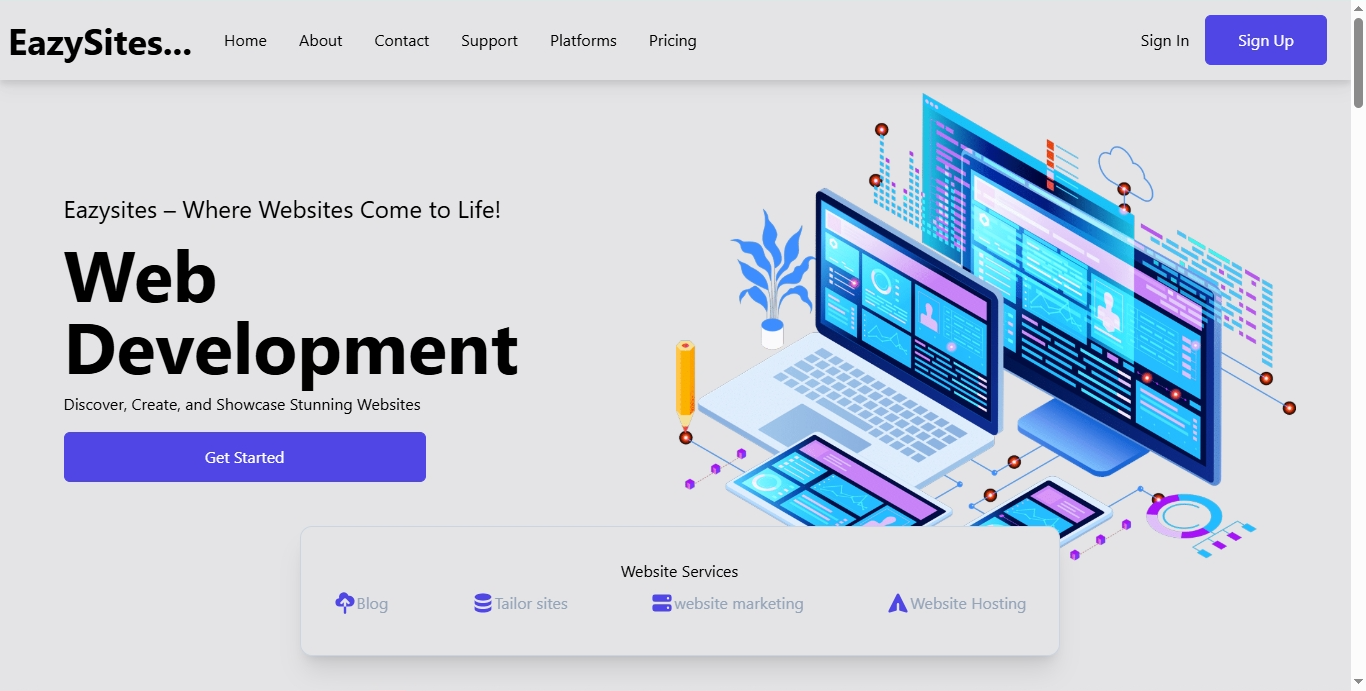 EazySites...
Home
About
Contact
Support
Platforms
Pricing
Sign In
Sign Up
Eazysites – Where Websites Come to Life!
Web
Development
Discover, Create, and Showcase Stunning Websites
Get Started
Website Services
Blog
Tailor sites
website marketing
Website Hosting